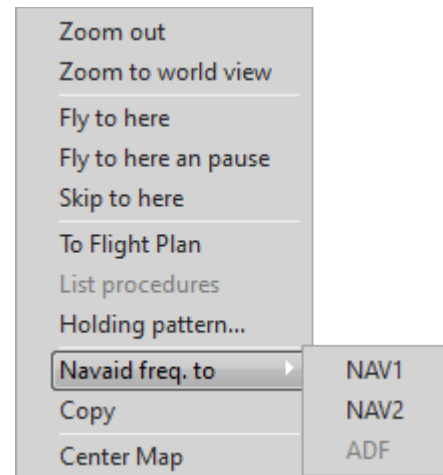 Zoom out
Zoom to world view
Fly to here
Fly to here an pause
Skip to here
To Flight Plan
List procedures
Holding pattern...
Navaid freq. to
NAV1
Copy
NAV2
Center Map
ADF